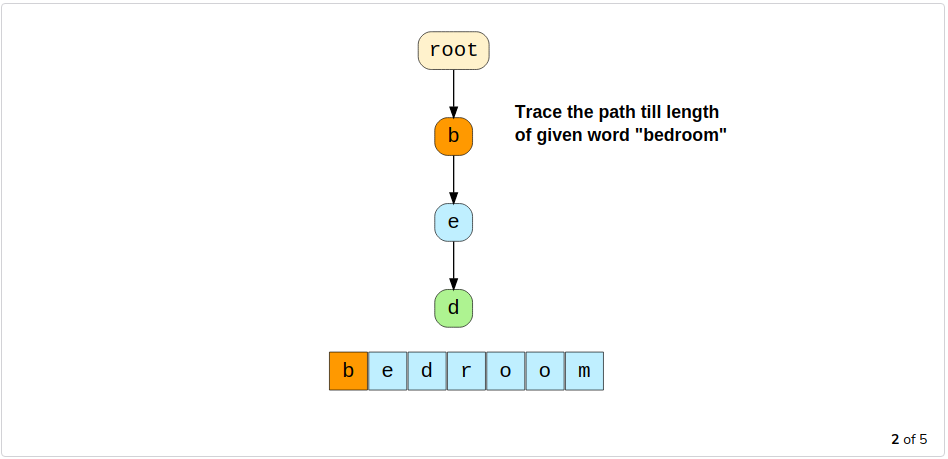 root
Trace the path till length
of given word "bedroom"
b
e
d
b e d r o o m
2 of 5